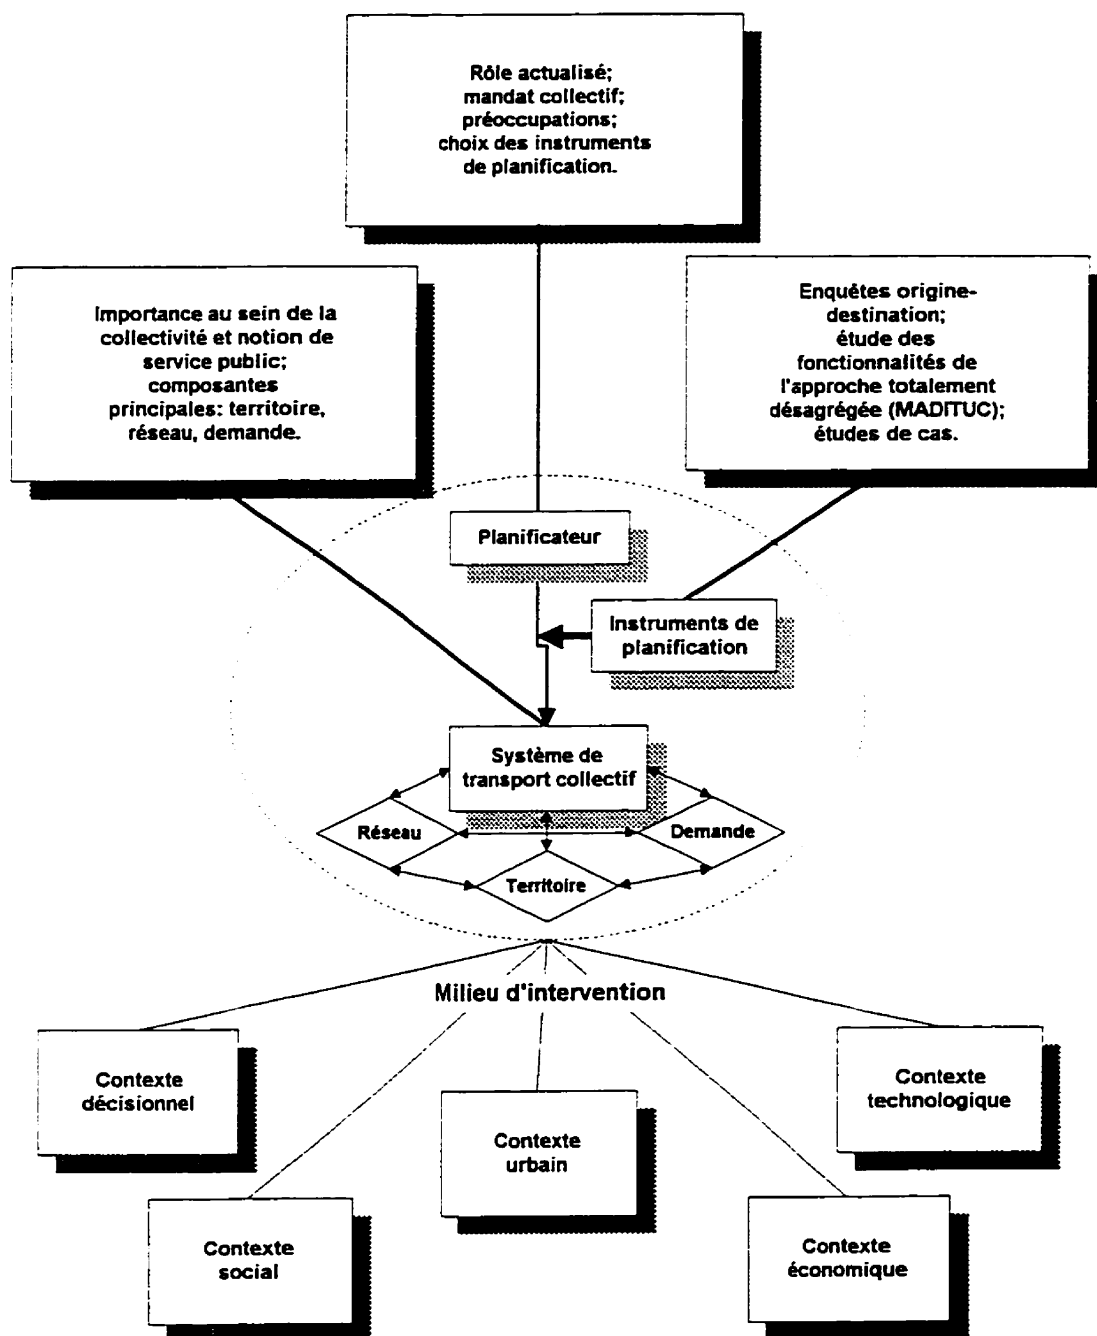 Rôle actualisé;
mandat collectif;
préoccupations;
choix des instruments
de planification.
Importance au sein de la
collectivité et notion de
service public;
composantes
principales: territoire,
réseau, demande.
Enquêtes origine-
destination;
étude des
fonctionnalités de
l'approche totalement
désagrégée (MADITUC);
études de cas.
Planificateur
Instruments de
planification
Système de
transport collectif
Réseau
Demande
Territoire
Milieu d'intervention
Contexte
décisionnel
Contexte
technologique
Contexte
urbain
Contexte
social
Contexte
économique